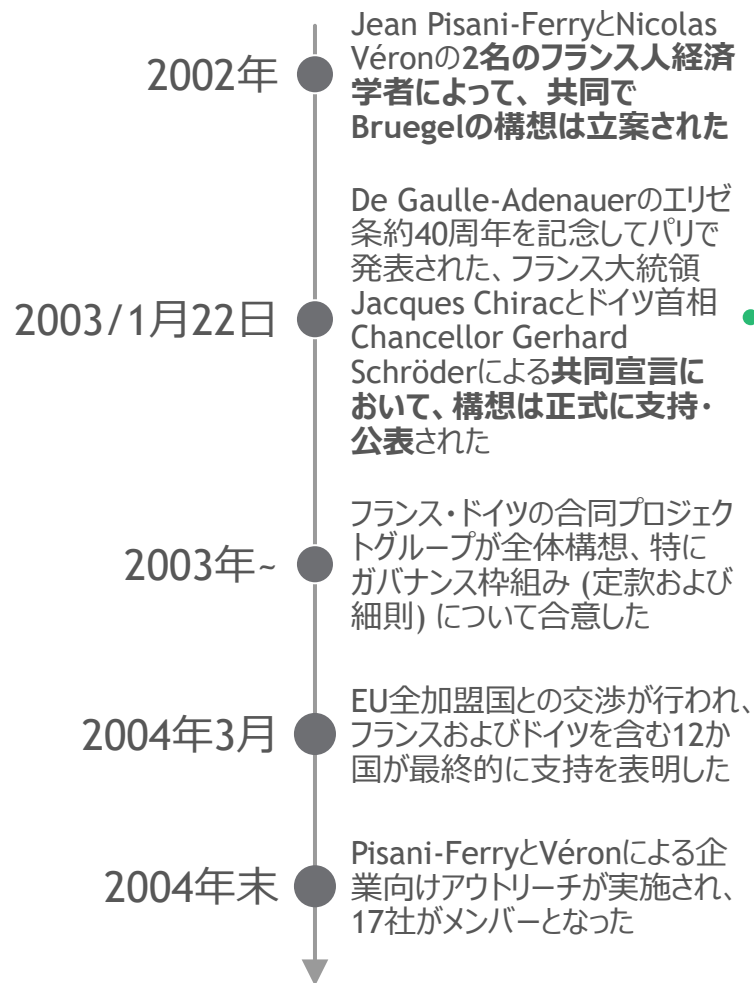 2002年
Jean Pisani-FerryとNicolas
Véronの2名のフランス人経済
学者によって、共同で
Bruegelの構想は立案された
2003/1月22日
De Gaulle-Adenauerのエリゼ
条約40周年を記念してパリで
発表された、フランス大統領
Jacques Chiracとドイツ首相
Chancellor Gerhard
Schröderによる共同宣言に
おいて、構想は正式に支持・
公表された
2003年~
フランス・ドイツの合同プロジェク
トグループが全体構想、特に
ガバナンス枠組み (定款および
細則) について合意した
2004年3月
EU全加盟国との交渉が行われ、
フランスおよびドイツを含む12か
国が最終的に支持を表明した
2004年末
Pisani-FerryとVéronによる企
業向けアウトリーチが実施され、
17社がメンバーとなった